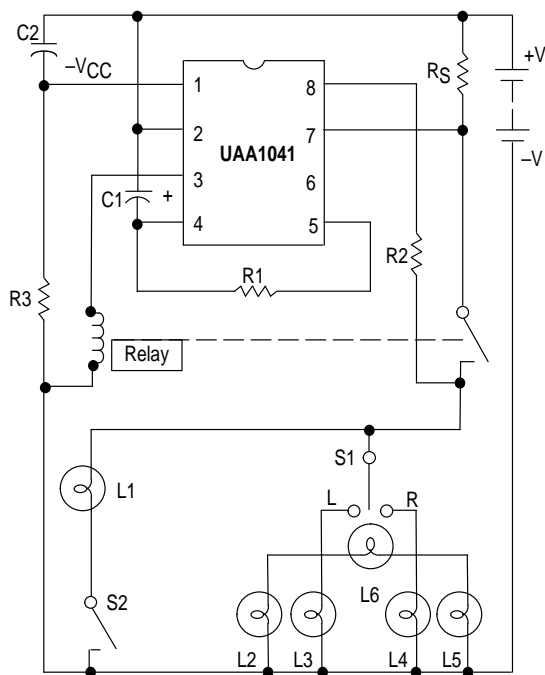 C2
–VCC
RS
+V
–V
1
8
2
UAA1041
7
3
6
C1
+
4
5
R1
R2
R3
Relay
S1
L1
L
R
S2
L6
L2
L3
L4
L5